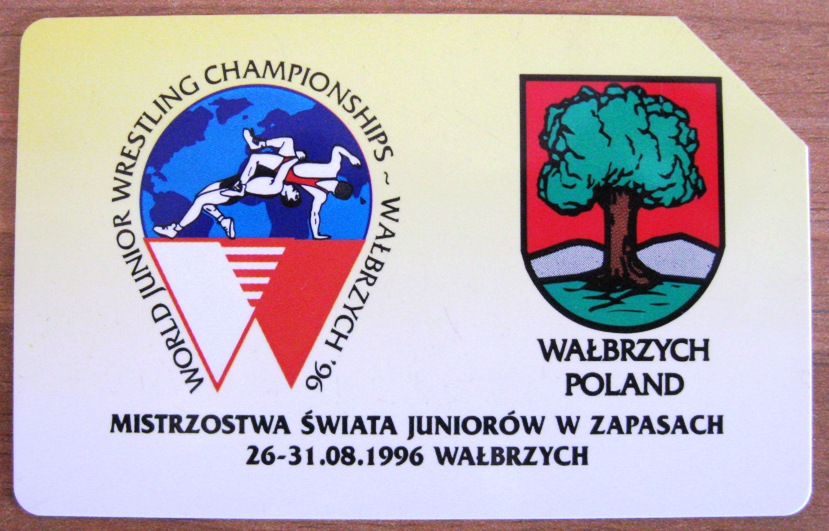 WORLD JUNIOR WRESTLING CHAMPIONSHIPS ~ WAŁBRZYCH '96
WAŁBRZYCH
POLAND
MISTRZOSTWA ŚWIATA JUNIORÓW W ZAPASACH
26-31.08.1996 WAŁBRZYCH